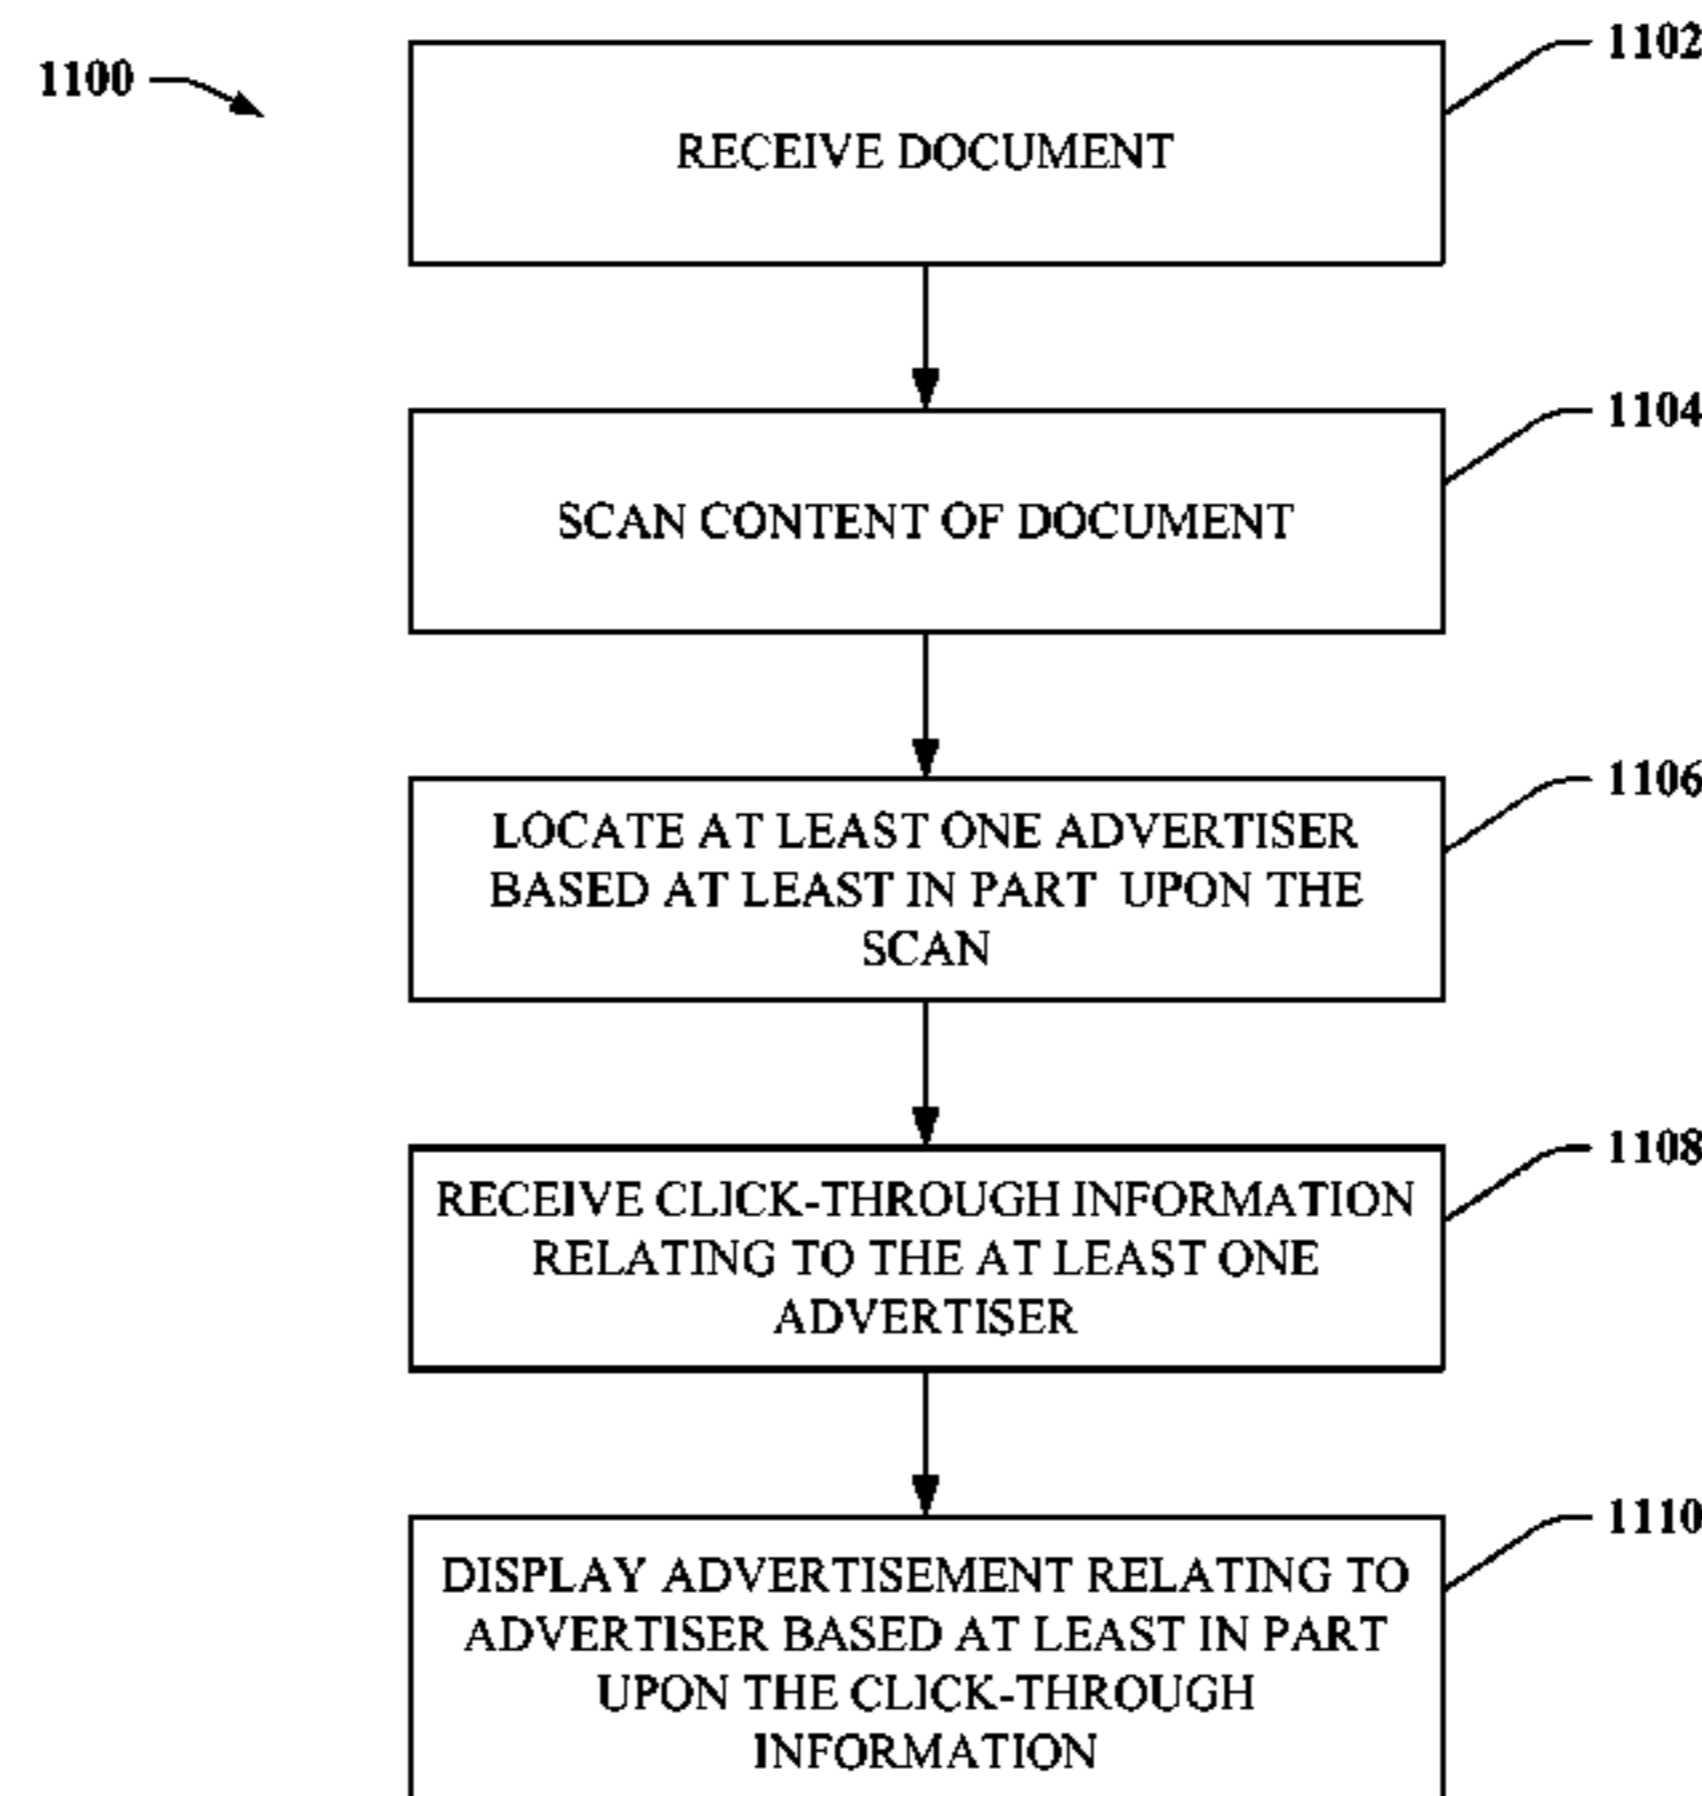 1100
1102
RECEIVE DOCUMENT
1104
SCAN CONTENT OF DOCUMENT
1106
LOCATE AT LEAST ONE ADVERTISER
BASED AT LEAST IN PART UPON THE
SCAN
1108
RECEIVE CLICK-THROUGH INFORMATION
RELATING TO THE AT LEAST ONE
ADVERTISER
1110
DISPLAY ADVERTISEMENT RELATING TO
ADVERTISER BASED AT LEAST IN PART
UPON THE CLICK-THROUGH
INFORMATION